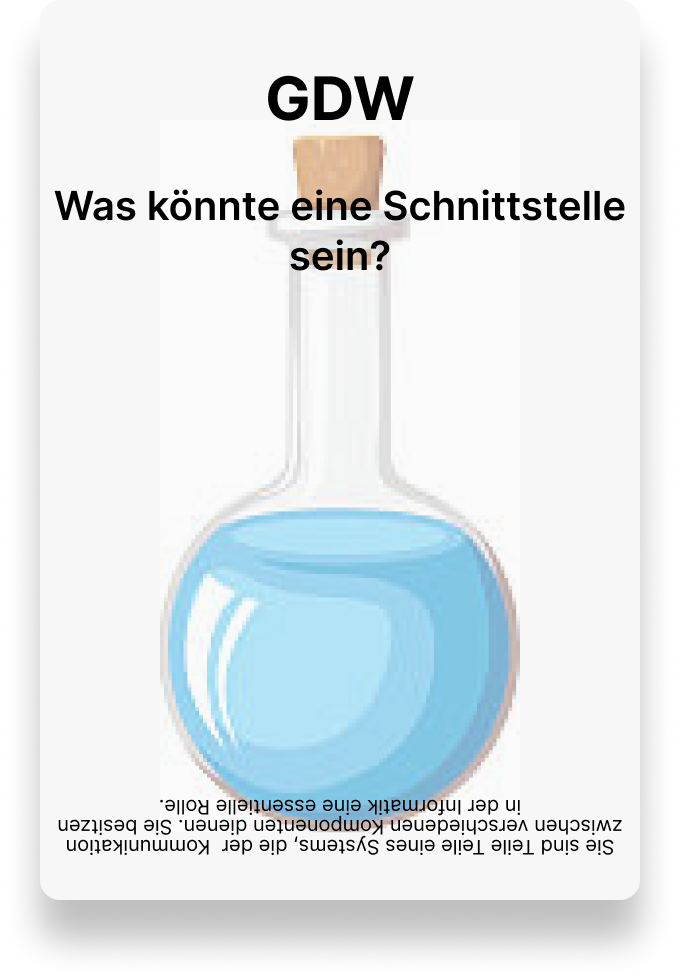 GDW
Was könnte eine Schnittstelle
sein?
Sie sind Teile Teile eines Systems, die der Kommunikation
zwischen verschiedenen Komponenten dienen. Sie besitzen
in der Informatik eine essentielle Rolle.